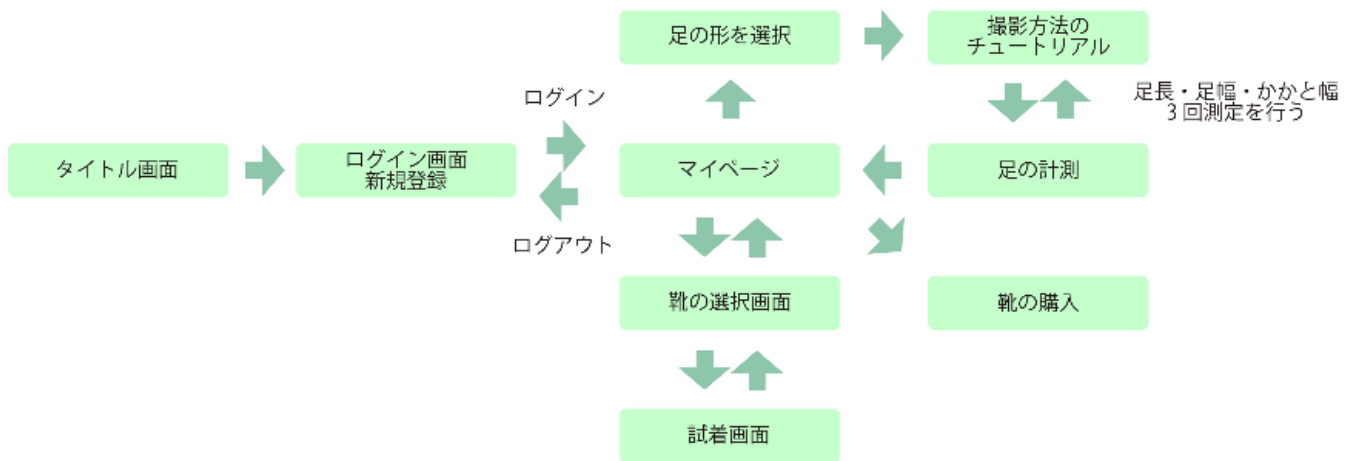 足の形を選択
撮影方法の
チュートリアル
ログイン
足長・足幅・かかと幅
3回測定を行う
タイトル画面
ログイン画面
新規登録
マイページ
足の計測
ログアウト
靴の選択画面
靴の購入
試着画面